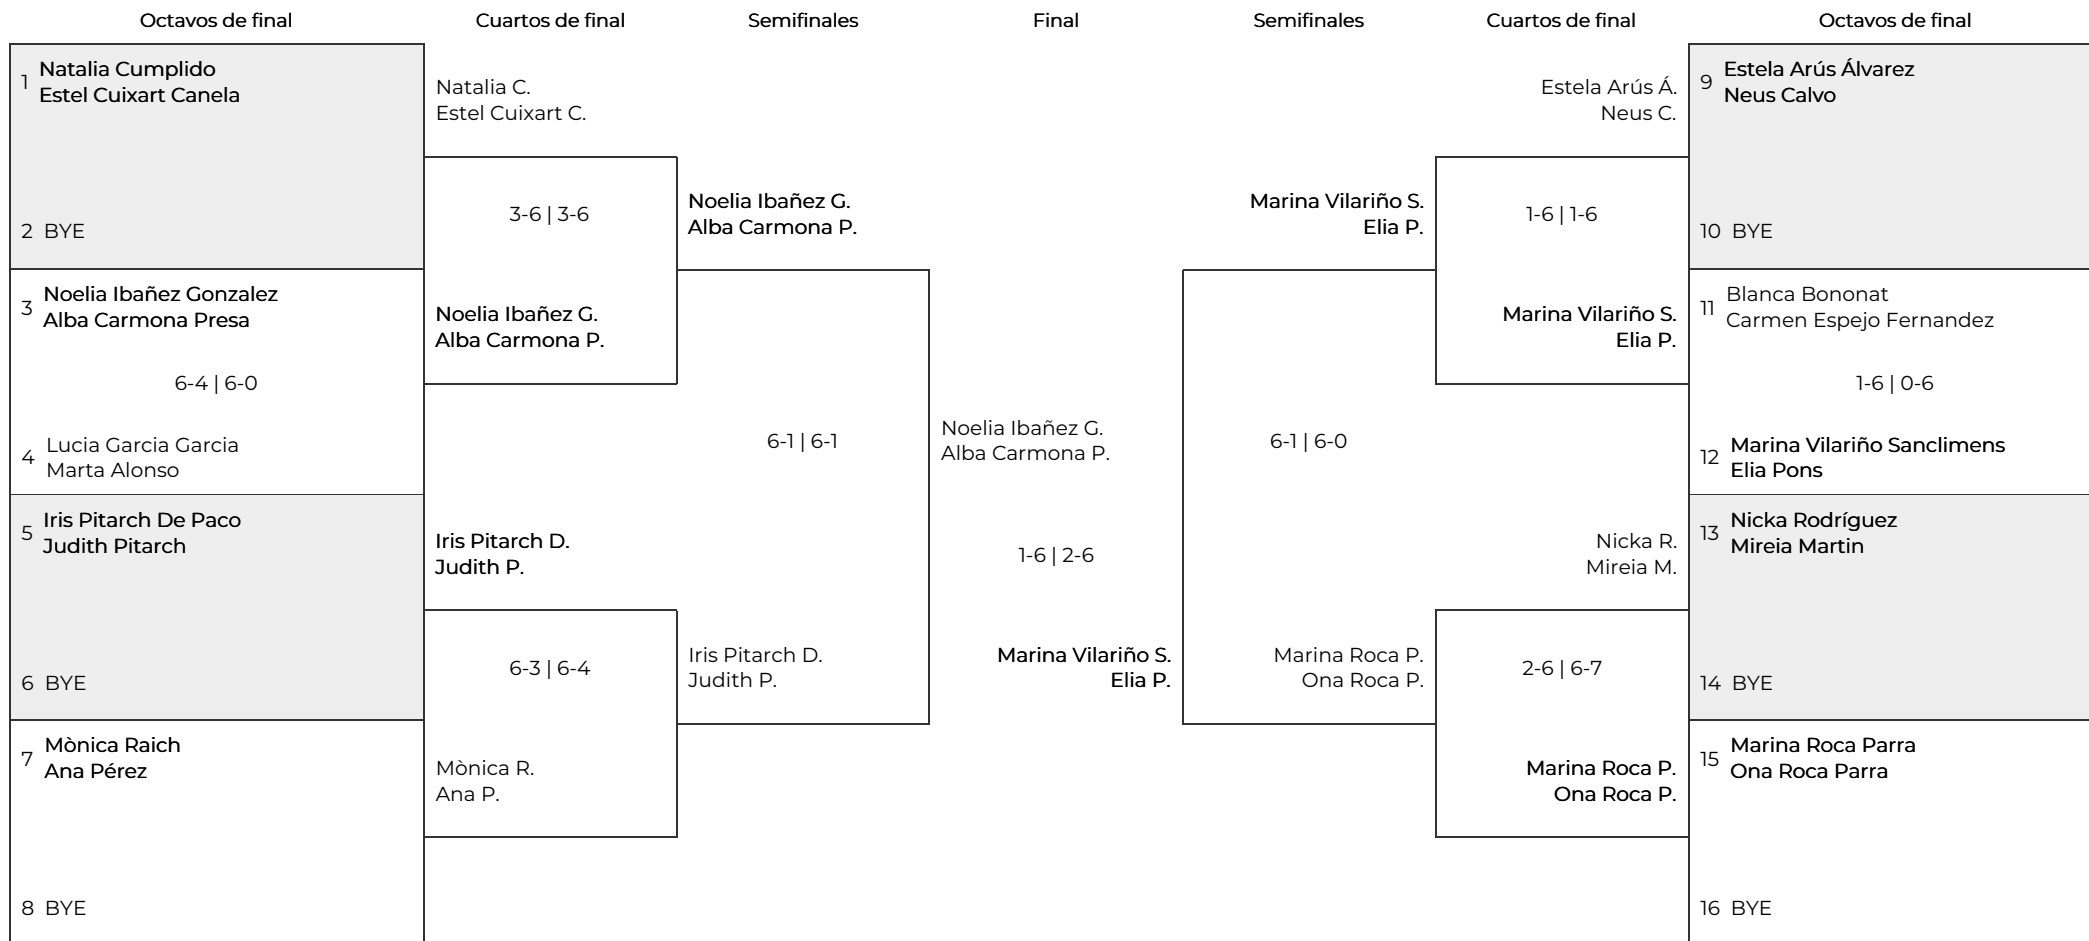 Octavos de final
Cuartos de final
Semifinales
Final
Semifinales
Cuartos de final
Octavos de final
1 Natalia Cumplido
Estel Cuixart Canela
2 BYE
3 Noelia Ibañez Gonzalez
Alba Carmona Presa
6-4 | 6-0
4 Lucia Garcia Garcia
Marta Alonso
5 Iris Pitarch De Paco
Judith Pitarch
6 BYE
7 Mònica Raich
Ana Pérez
8 BYE
Natalia C.
Estel Cuixart C.
3-6 | 3-6
Noelia Ibañez G.
Alba Carmona P.
Iris Pitarch D.
Judith P.
6-3 | 6-4
Mònica R.
Ana P.
Noelia Ibañez G.
Alba Carmona P.
6-1 | 6-1
Iris Pitarch D.
Judith P.
Noelia Ibañez G.
Alba Carmona P.
1-6 | 2-6
Marina Vilariño S.
Elia P.
Marina Vilariño S.
Elia P.
6-1 | 6-0
Marina Roca P.
Ona Roca P.
Estela Arús Á.
Neus C.
1-6 | 1-6
Marina Vilariño S.
Elia P.
Nicka R.
Mireia M.
2-6 | 6-7
Marina Roca P.
Ona Roca P.
9 Estela Arús Álvarez
Neus Calvo
10 BYE
11 Blanca Bononat
Carmen Espejo Fernandez
1-6 | 0-6
12 Marina Vilariño Sanclimens
Elia Pons
13 Nicka Rodríguez
Mireia Martin
14 BYE
15 Marina Roca Parra
Ona Roca Parra
16 BYE